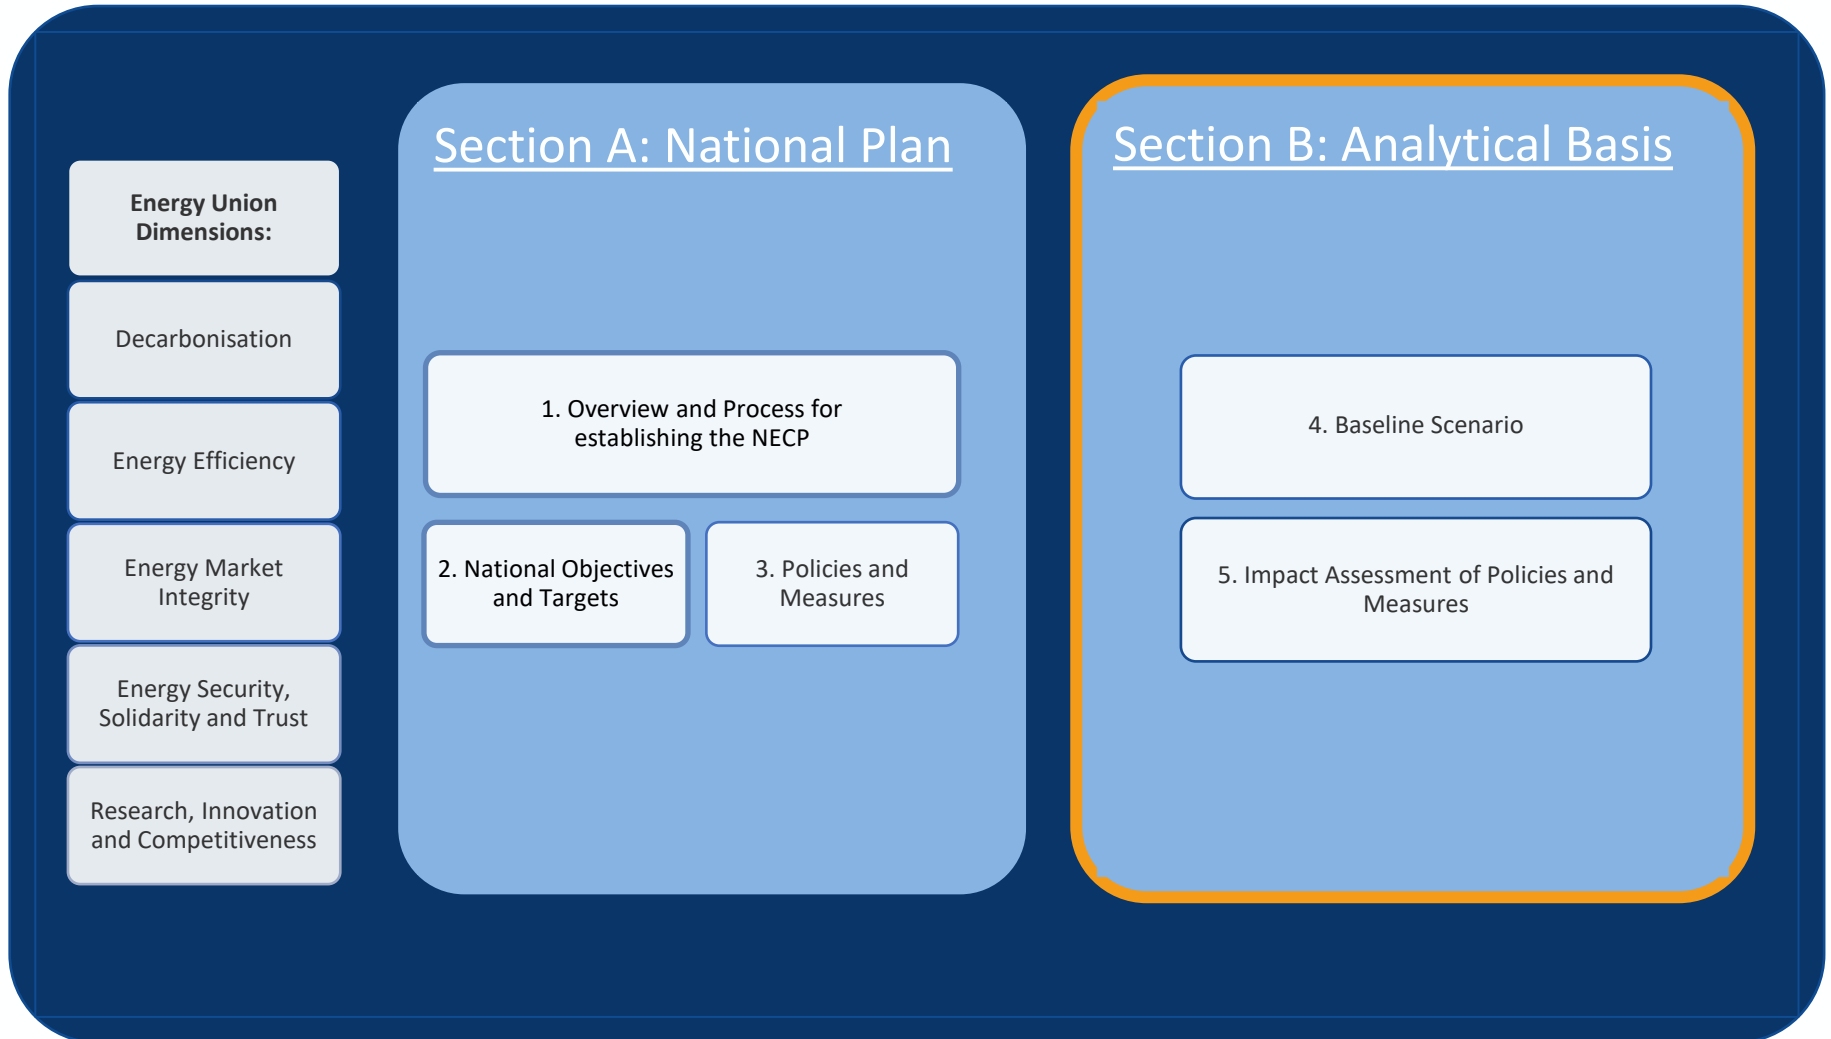 Energy Union
Dimensions:
Decarbonisation
Energy Efficiency
Energy Market
Integrity
Energy Security,
Solidarity and Trust
Research, Innovation
and Competitiveness
Section A: National Plan
1. Overview and Process for
establishing the NECP
2. National Objectives
and Targets
3. Policies and
Measures
Section B: Analytical Basis
4. Baseline Scenario
5. Impact Assessment of Policies and
Measures